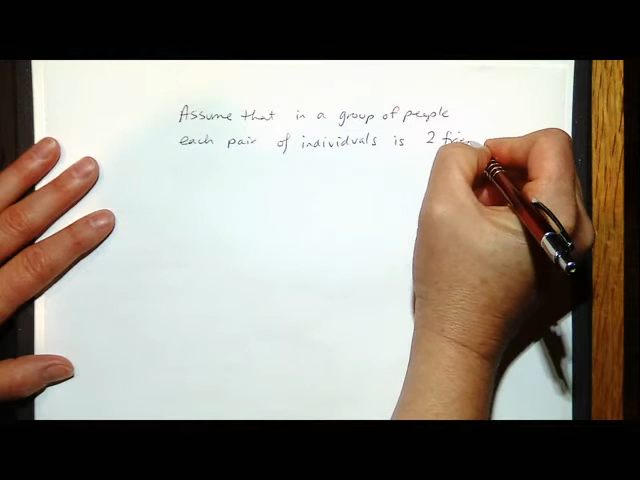 Assume that in a group of people
each pair of individuals is 2